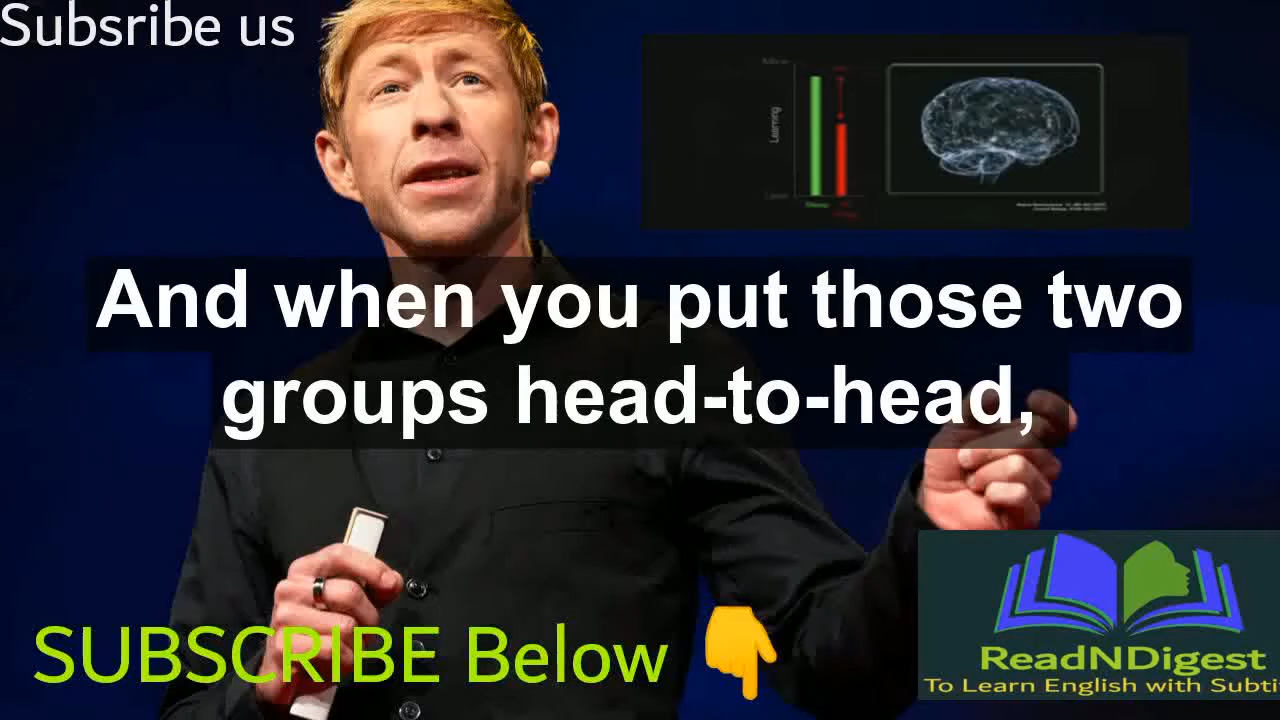 Subsribe us
Learning
And when you put those two
groups head-to-head,
SUBSCRIBE Below
ReadNDigest
To Learn English with Subti